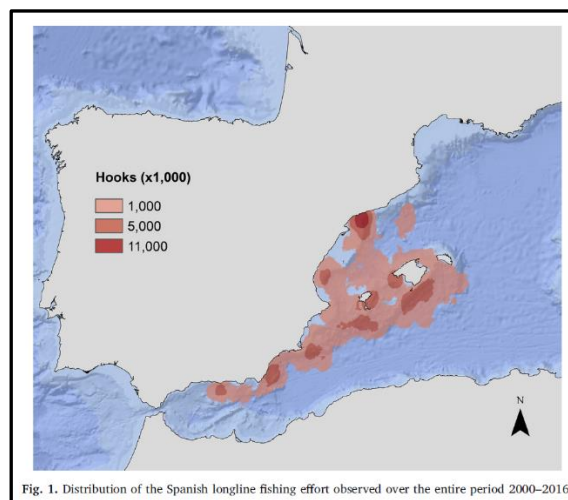 Hooks (x1,000)
1,000
5,000
11,000
N
Fig. 1. Distribution of the Spanish longline fishing effort observed over the entire period 2000–2016